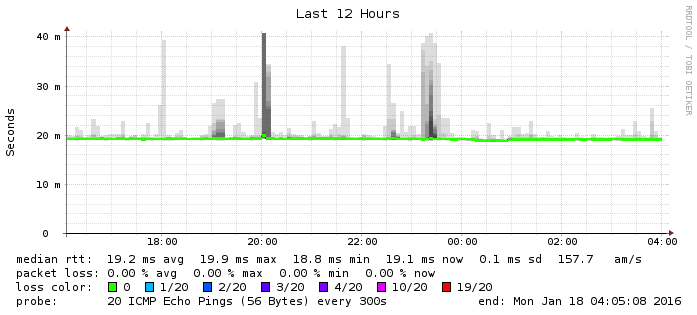 Last 12 Hours
RRDTOOL / TOBI OETIKER
Seconds
40 m
30 m
20 m
10 m
0
18:00 20:00 22:00 00:00 02:00 04:00
median rtt: 19.2 ms avg 19.9 ms max 18.8 ms min 19.1 ms now 0.1 ms sd 157.7 am/s
packet loss: 0.00 % avg 0.00 % max 0.00 % min 0.00 % now
loss color: 0 1/20 2/20 3/20 4/20 10/20 19/20
probe: 20 ICMP Echo Pings (56 Bytes) every 300s end: Mon Jan 18 04:05:08 2016